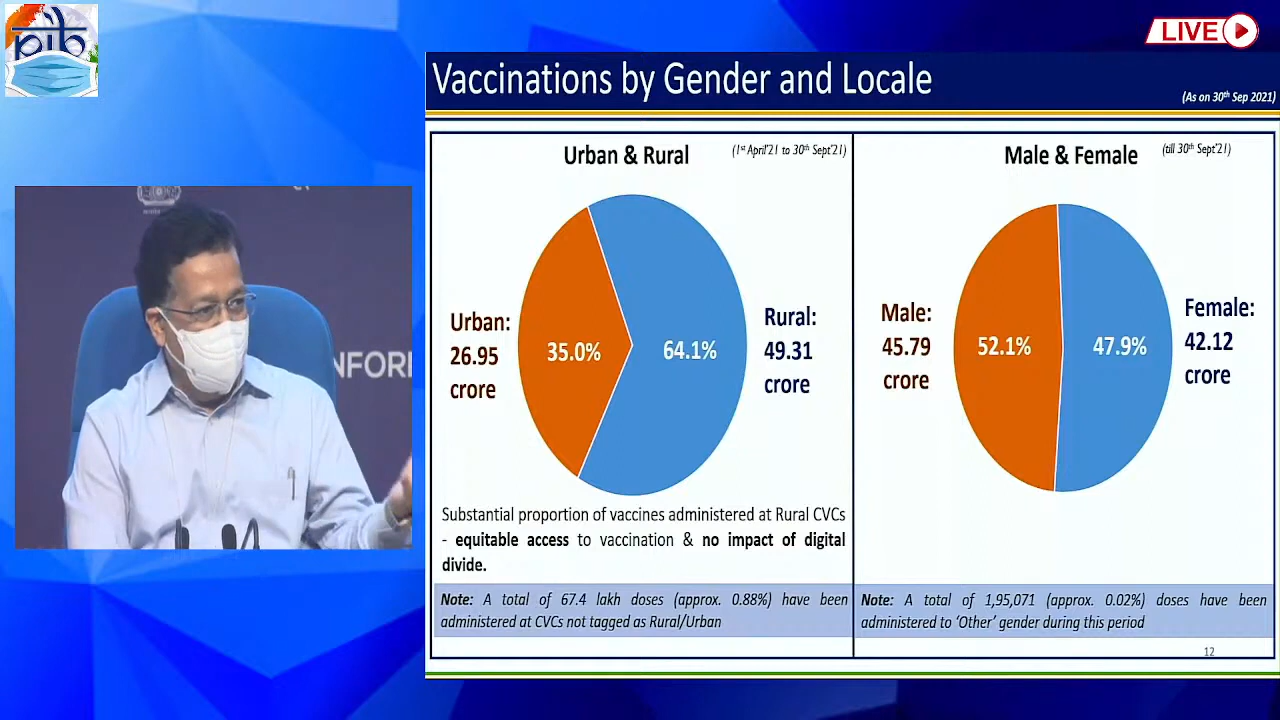 pib
LIVE
Vaccinations by Gender and Locale
(As on 30th Sep 2021)
Urban & Rural
(1st April'21 to 30th Sept'21)
Urban:
26.95
crore
35.0%
64.1%
Rural:
49.31
crore
Substantial proportion of vaccines administered at Rural CVCs
- equitable access to vaccination & no impact of digital
divide.
Note: A total of 67.4 lakh doses (approx. 0.88%) have been
administered at CVCs not tagged as Rural/Urban
Male & Female
(till 30th Sept'21)
Male:
45.79
crore
52.1%
47.9%
Female:
42.12
crore
Note: A total of 1,95,071 (approx. 0.02%) doses have been
administered to 'Other' gender during this period
12
NFOR